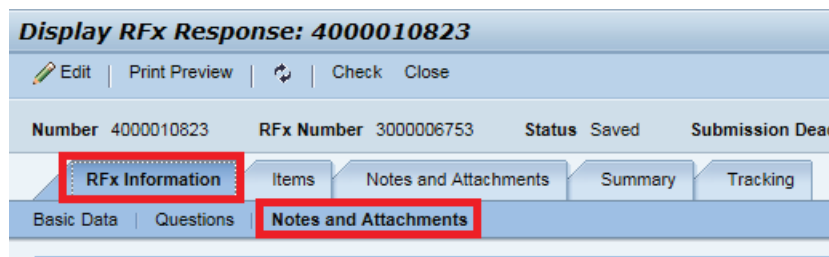 Display RFx Response: 4000010823
Edit | Print Preview | | Check Close
Number 4000010823 RFx Number 3000006753 Status Saved Submission Dea
RFx Information Items Notes and Attachments Summary Tracking
Basic Data | Questions | Notes and Attachments